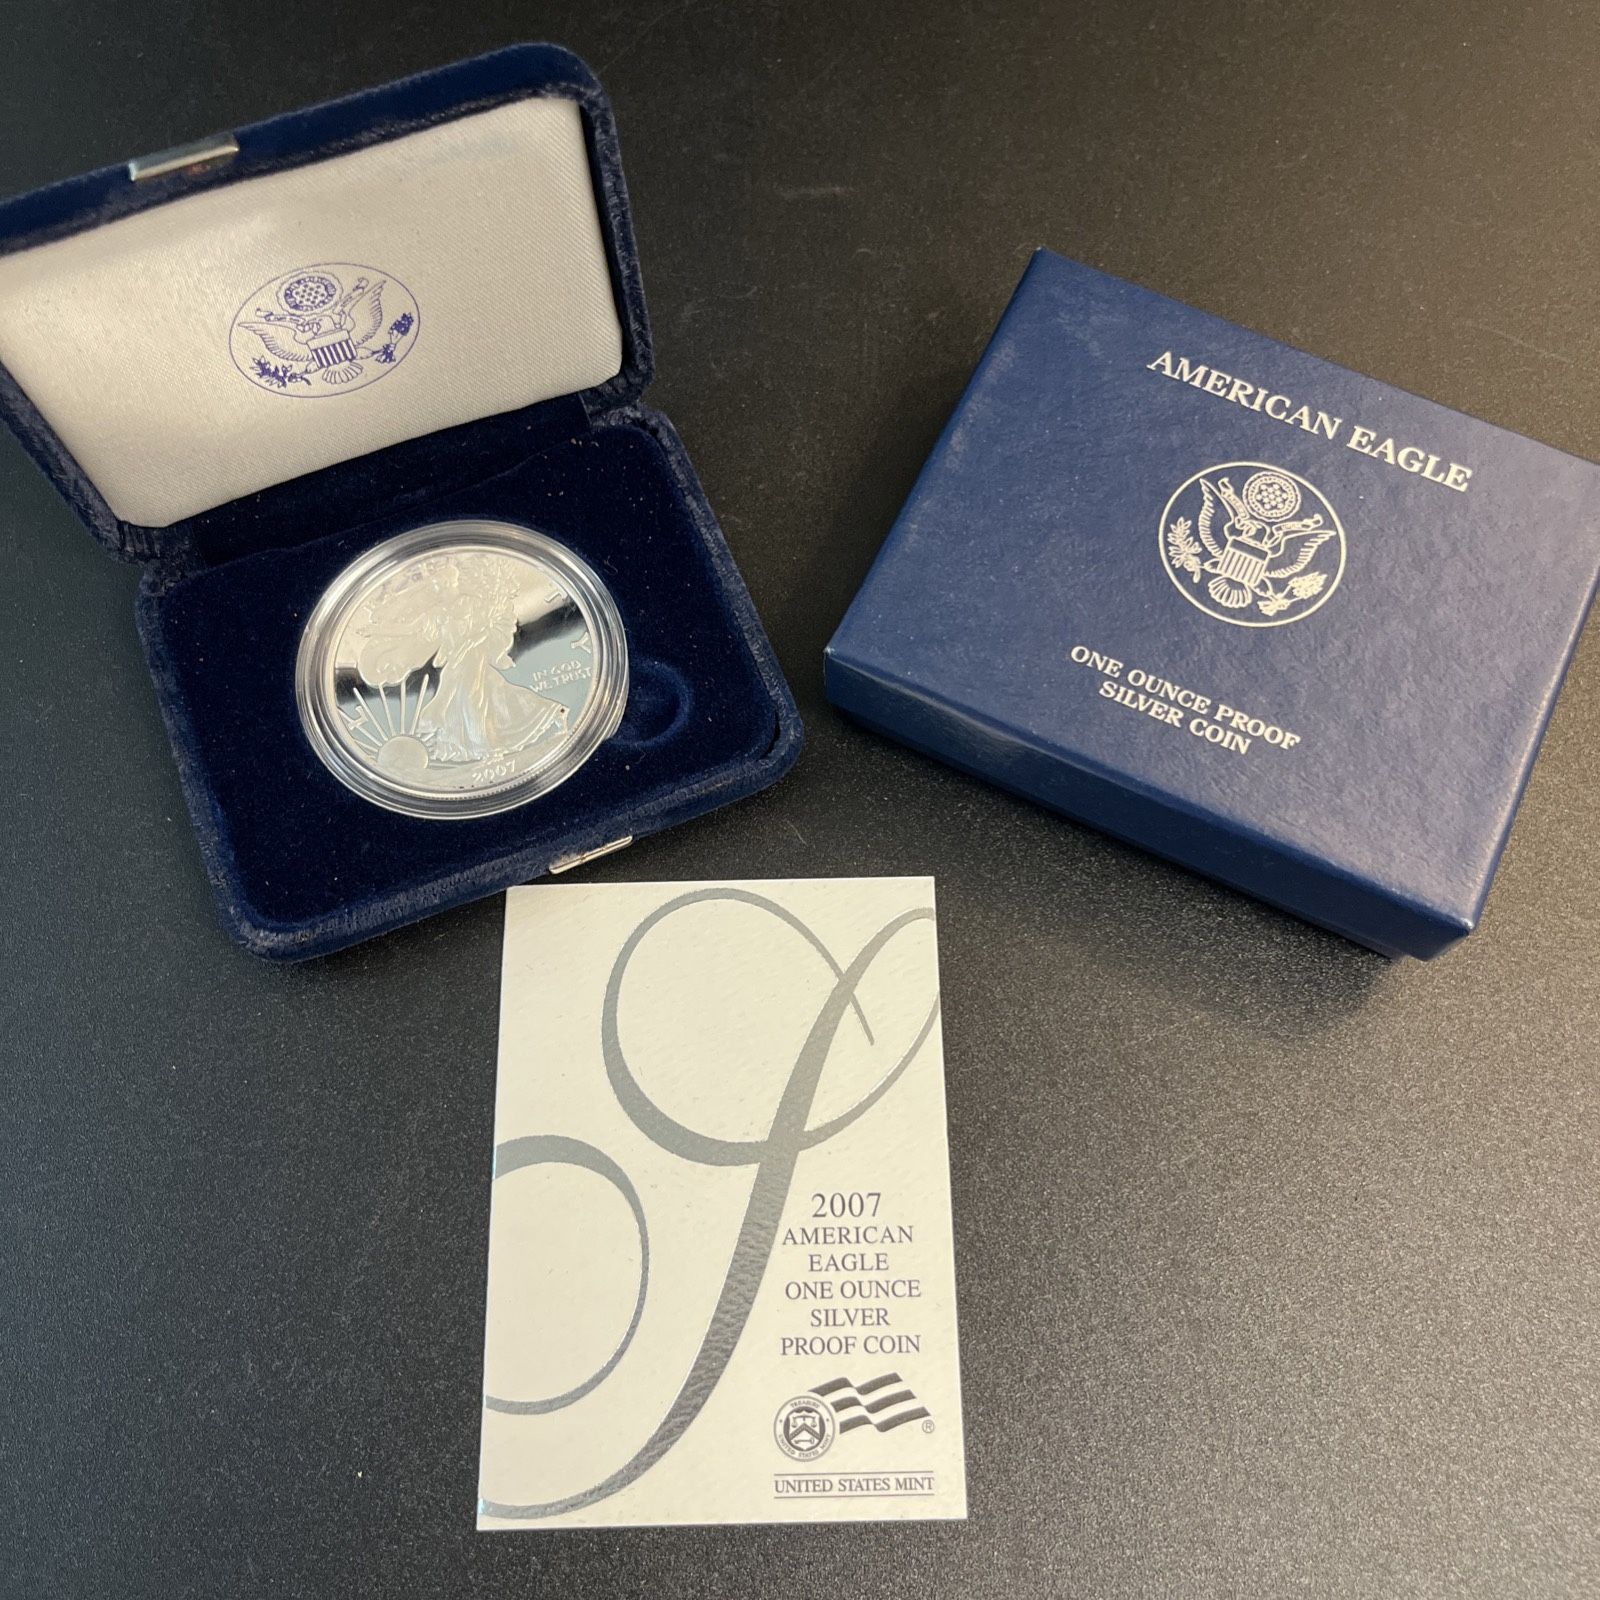 L
T Y
IN GOD
WE TRUST
2007
AMERICAN EAGLE
ONE OUNCE PROOF
SILVER COIN
2007
AMERICAN
EAGLE
ONE OUNCE
SILVER
PROOF COIN
®
UNITED STATES MINT